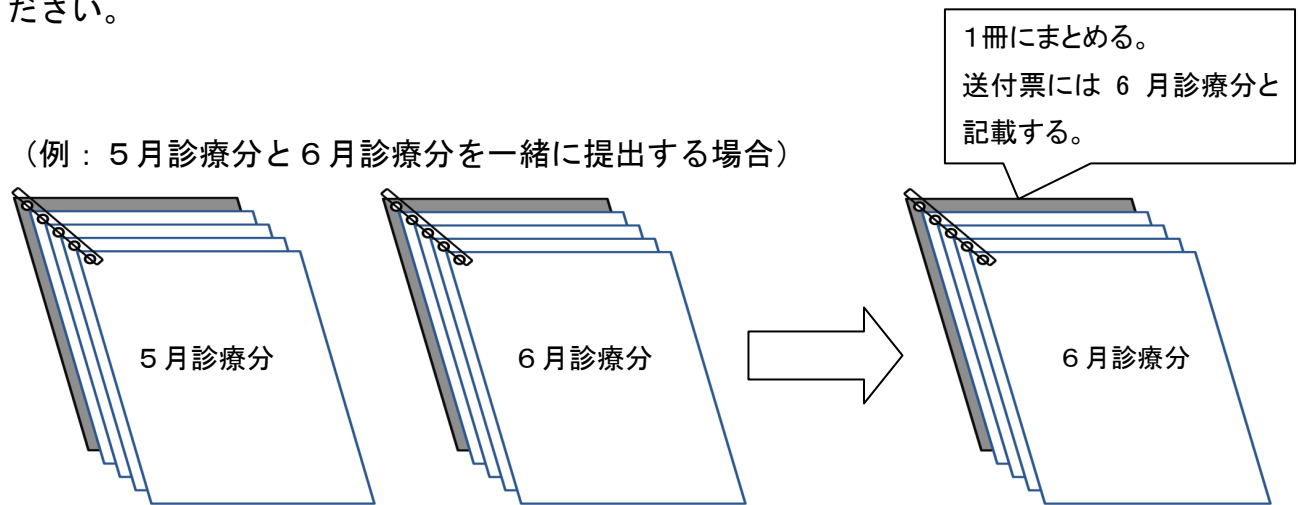 ださい。
1冊にまとめる。
送付票には 6 月診療分と
記載する。
（例：５月診療分と６月診療分を一緒に提出する場合）
５月診療分
６月診療分
６月診療分